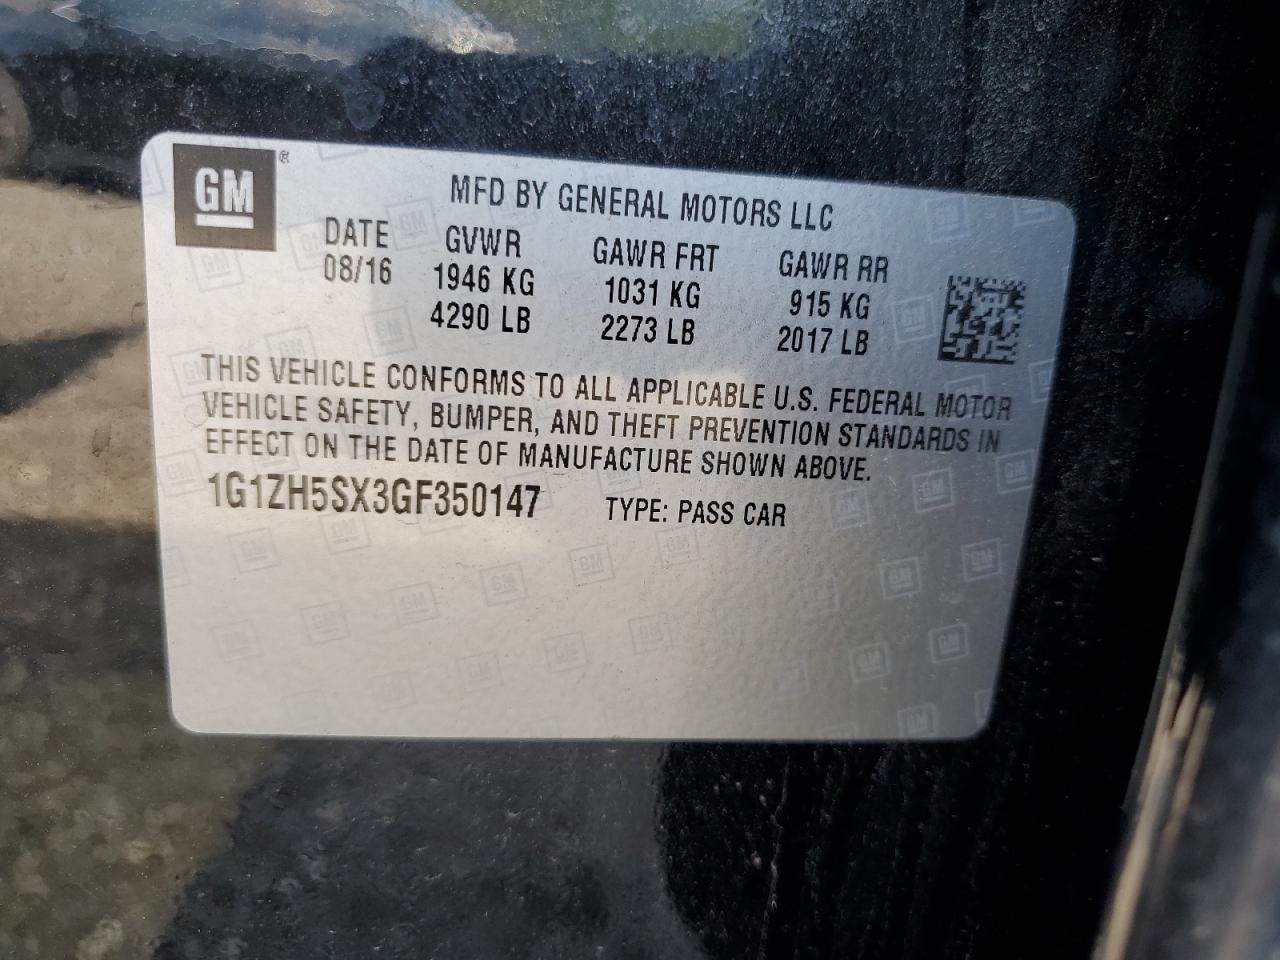 GM ®
MFD BY GENERAL MOTORS LLC
DATE GVWR GAWR FRT GAWR RR
08/16 1946 KG 1031 KG 915 KG
4290 LB 2273 LB 2017 LB
THIS VEHICLE CONFORMS TO ALL APPLICABLE U.S. FEDERAL MOTOR
VEHICLE SAFETY, BUMPER, AND THEFT PREVENTION STANDARDS IN
EFFECT ON THE DATE OF MANUFACTURE SHOWN ABOVE.
1G1ZH5SX3GF350147 TYPE: PASS CAR